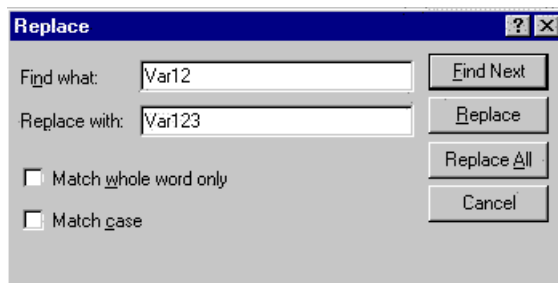 Replace
Find what: Var12
Find Next
Replace with: Var123
Replace
Replace All
Match whole word only
Cancel
Match case